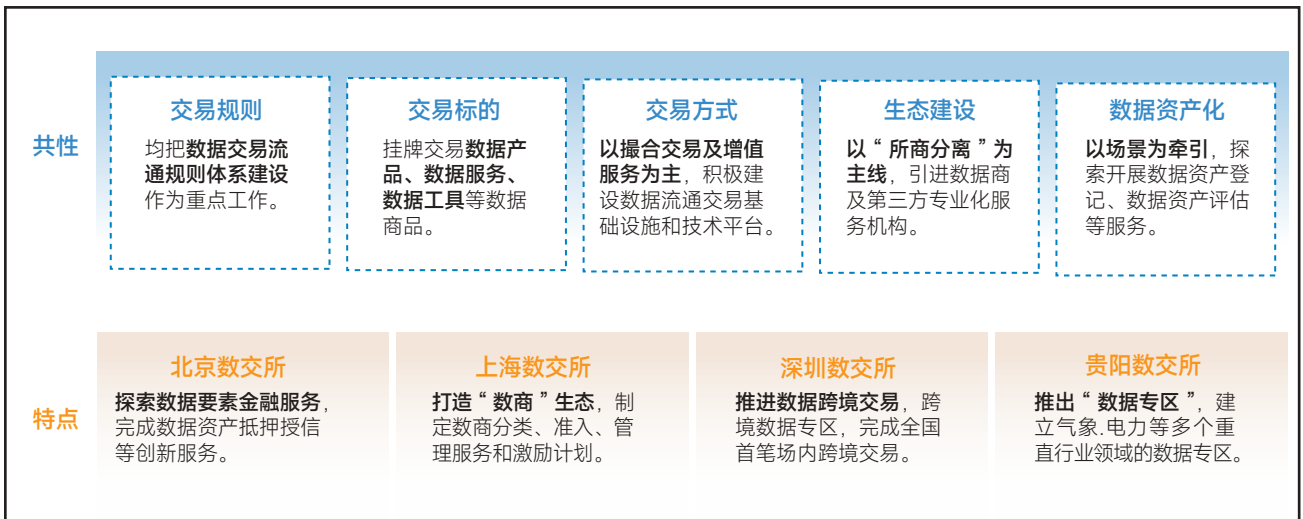 共性
交易规则
均把数据交易流
通规则体系建设
作为重点工作。
交易标的
挂牌交易数据产
品、数据服务、
数据工具等数据
商品。
交易方式
以撮合交易及增值
服务为主，积极建
设数据流通交易基
础设施和技术平台。
生态建设
以“所商分离”为
主线，引进数据商
及第三方专业化服
务机构。
数据资产化
以场景为牵引，探
索开展数据资产登
记、数据资产评估
等服务。
特点
北京数交所
探索数据要素金融服务，
完成数据资产抵押授信
等创新服务。
上海数交所
打造“数商”生态，制
定数商分类、准入、管
理服务和激励计划。
深圳数交所
推进数据跨境交易，跨
境数据专区，完成全国
首笔场内跨境交易。
贵阳数交所
推出“数据专区”，建
立气象.电力等多个重
直行业领域的数据专区。